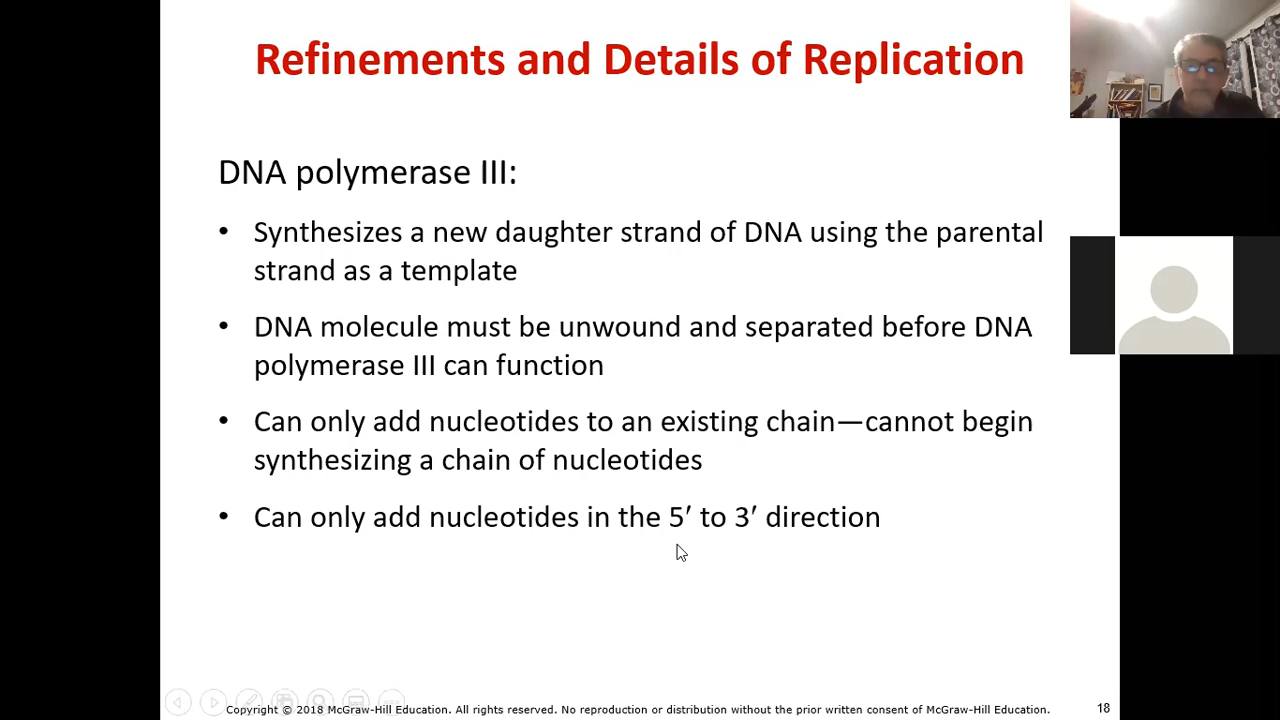 Refinements and Details of Replication
DNA polymerase III:
• Synthesizes a new daughter strand of DNA using the parental
strand as a template
• DNA molecule must be unwound and separated before DNA
polymerase III can function
• Can only add nucleotides to an existing chain—cannot begin
synthesizing a chain of nucleotides
• Can only add nucleotides in the 5′ to 3′ direction
Copyright © 2018 McGraw-Hill Education. All rights reserved. No reproduction or distribution without the prior written consent of McGraw-Hill Education.
18